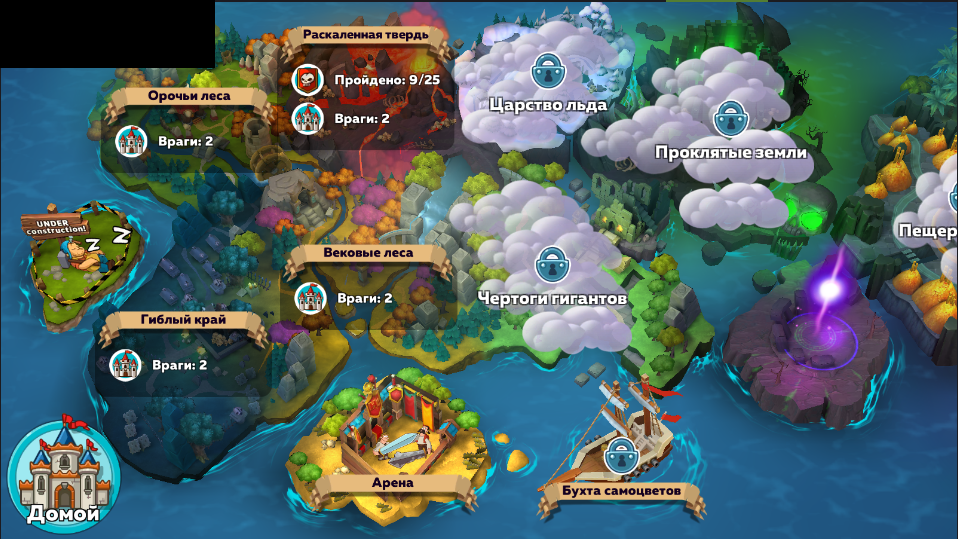 Раскаленная твердь
Пройдено: 9/25
Враги: 2
Орочьи леса
Враги: 2
Царство льда
Проклятые земли
UNDER
construction!
Z Z
Пещер
Вековые леса
Враги: 2
Чертоги гигантов
Гиблый край
Враги: 2
Арена
Бухта самоцветов
Домой